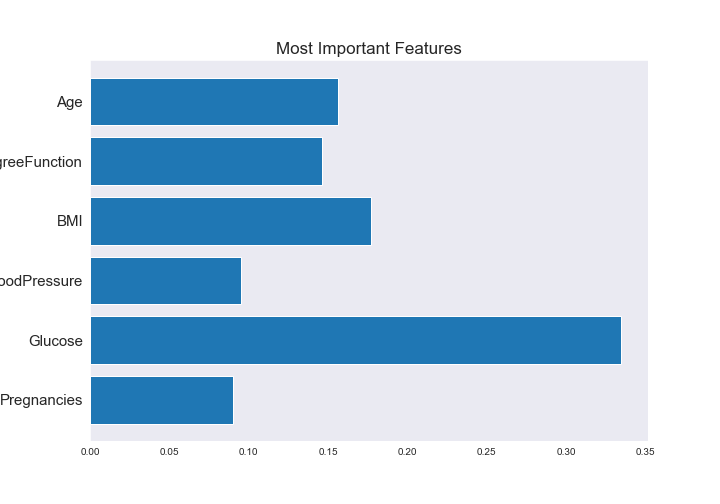 Most Important Features
Age
greeFunction
BMI
oodPressure
Glucose
Pregnancies
0.00 0.05 0.10 0.15 0.20 0.25 0.30 0.35